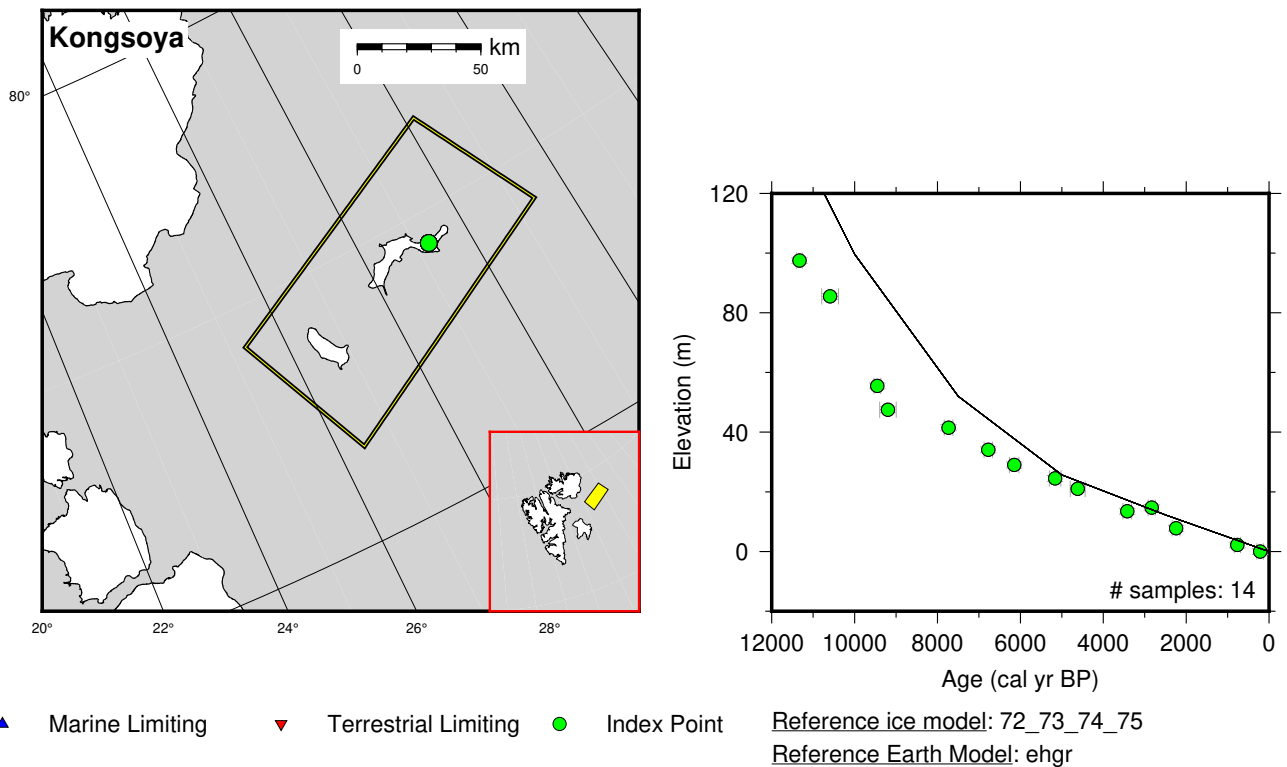 Kongsoya
km
0 50
80°
20° 22° 24° 26° 28°
120
80
40
0
Elevation (m)
# samples: 14
12000 10000 8000 6000 4000 2000 0
Age (cal yr BP)
Marine Limiting Terrestrial Limiting Index Point
Reference ice model: 72_73_74_75
Reference Earth Model: ehgr